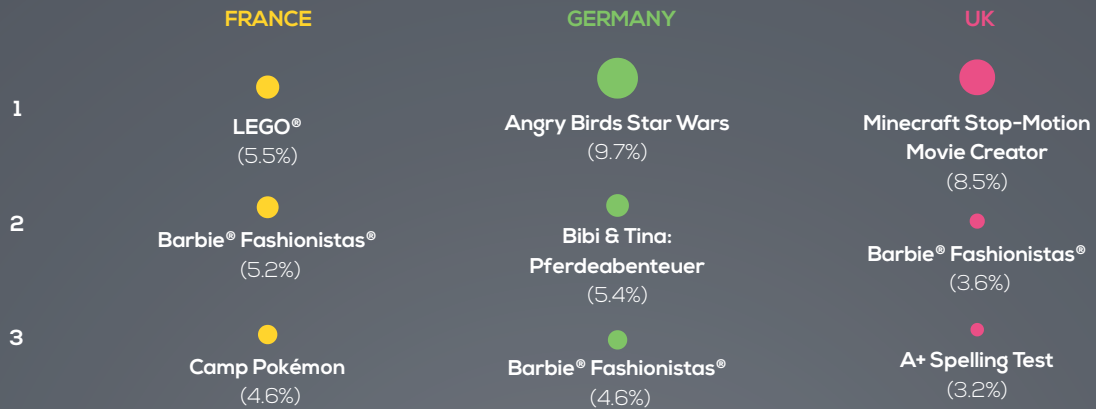 FRANCE
GERMANY
UK
1
LEGO®
(5.5%)
Angry Birds Star Wars
(9.7%)
Minecraft Stop-Motion
Movie Creator
(8.5%)
2
Barbie® Fashionistas®
(5.2%)
Bibi & Tina:
Pferdeabenteuer
(5.4%)
Barbie® Fashionistas®
(3.6%)
3
Camp Pokémon
(4.6%)
Barbie® Fashionistas®
(4.6%)
A+ Spelling Test
(3.2%)